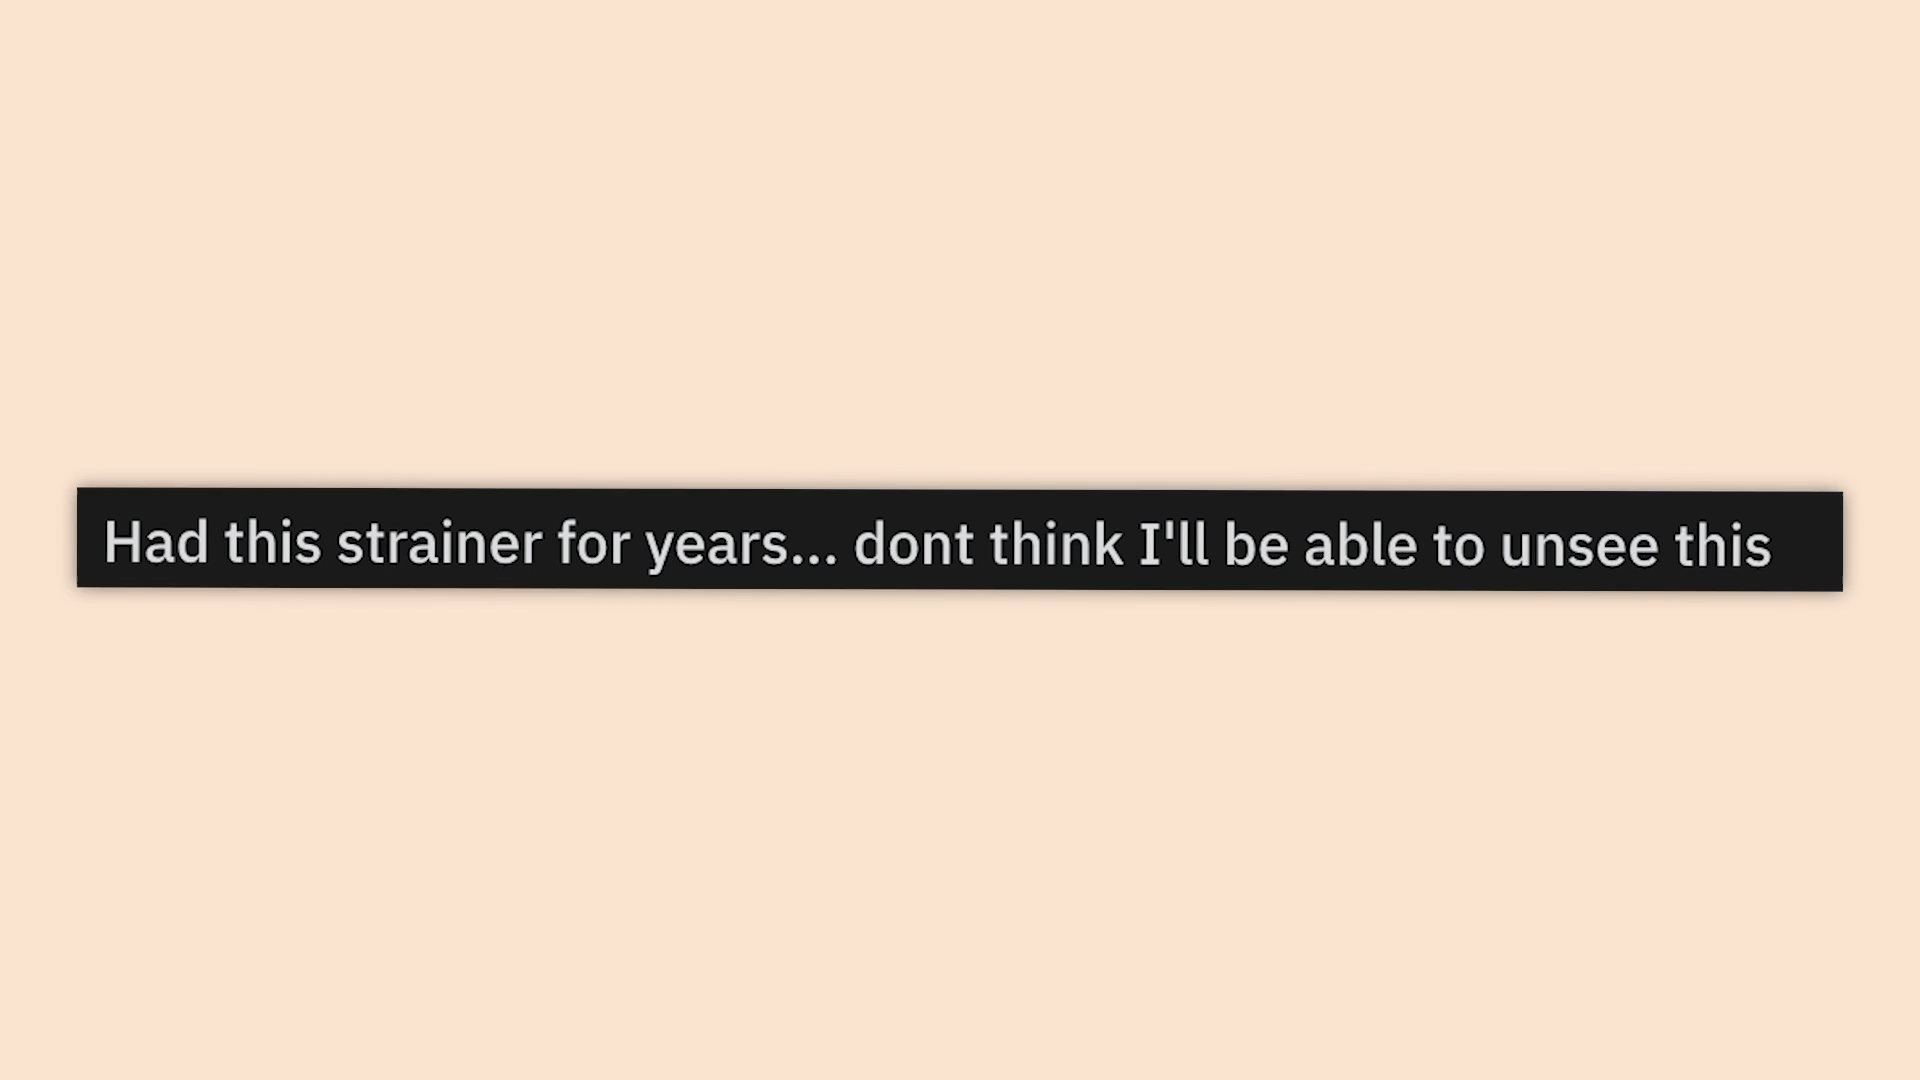 Had this strainer for years... dont think I'll be able to unsee this